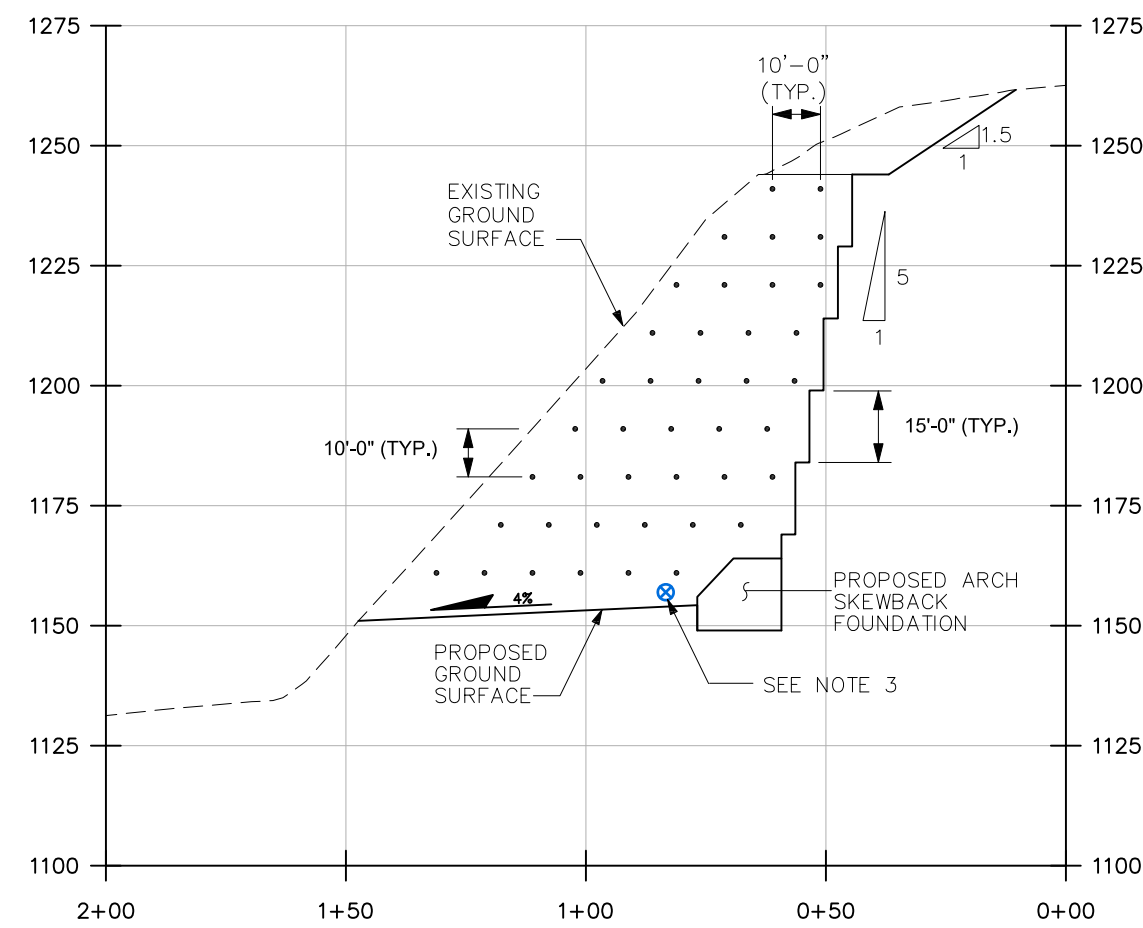 1275
1275
10'-0"
(TYP.)
1250
1.5
1
1250
EXISTING
GROUND
SURFACE
1225
5
1225
1
1200
1200
10'-0" (TYP.)
15'-0" (TYP.)
1175
1175
4%
PROPOSED ARCH
SKEWBACK
FOUNDATION
1150
1150
PROPOSED
GROUND
SURFACE
SEE NOTE 3
1125
1125
1100
1100
2+00
1+50
1+00
0+50
0+00